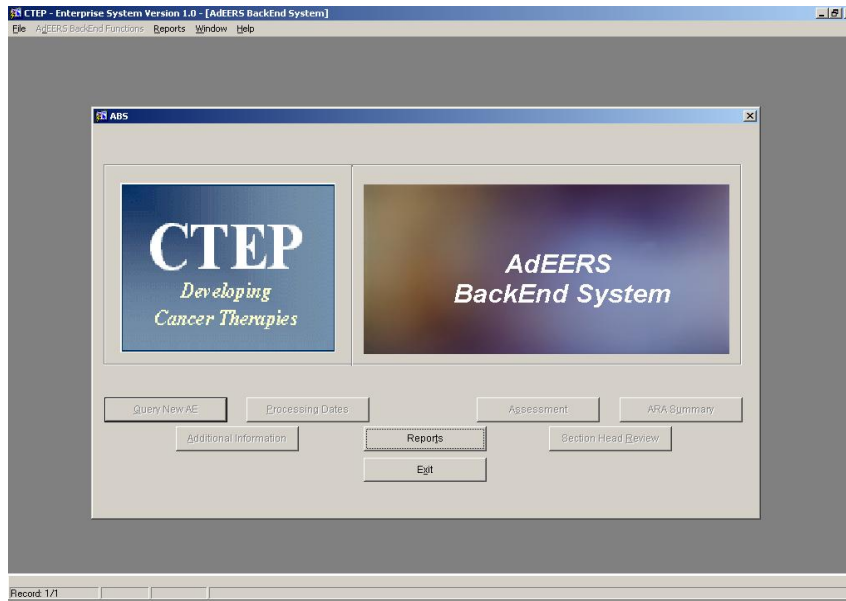 CTEP - Enterprise System Version 1.0 - [AdEERS BackEnd System]
File AdEERS BackEnd Functions Reports Window Help
ABS
CTEP
Developing
Cancer Therapies
AdEERS
BackEnd System
Query New AE Processing Dates Assessment ARA Summary
Additional Information Reports Section Head Review
Exit
Record: 1/1